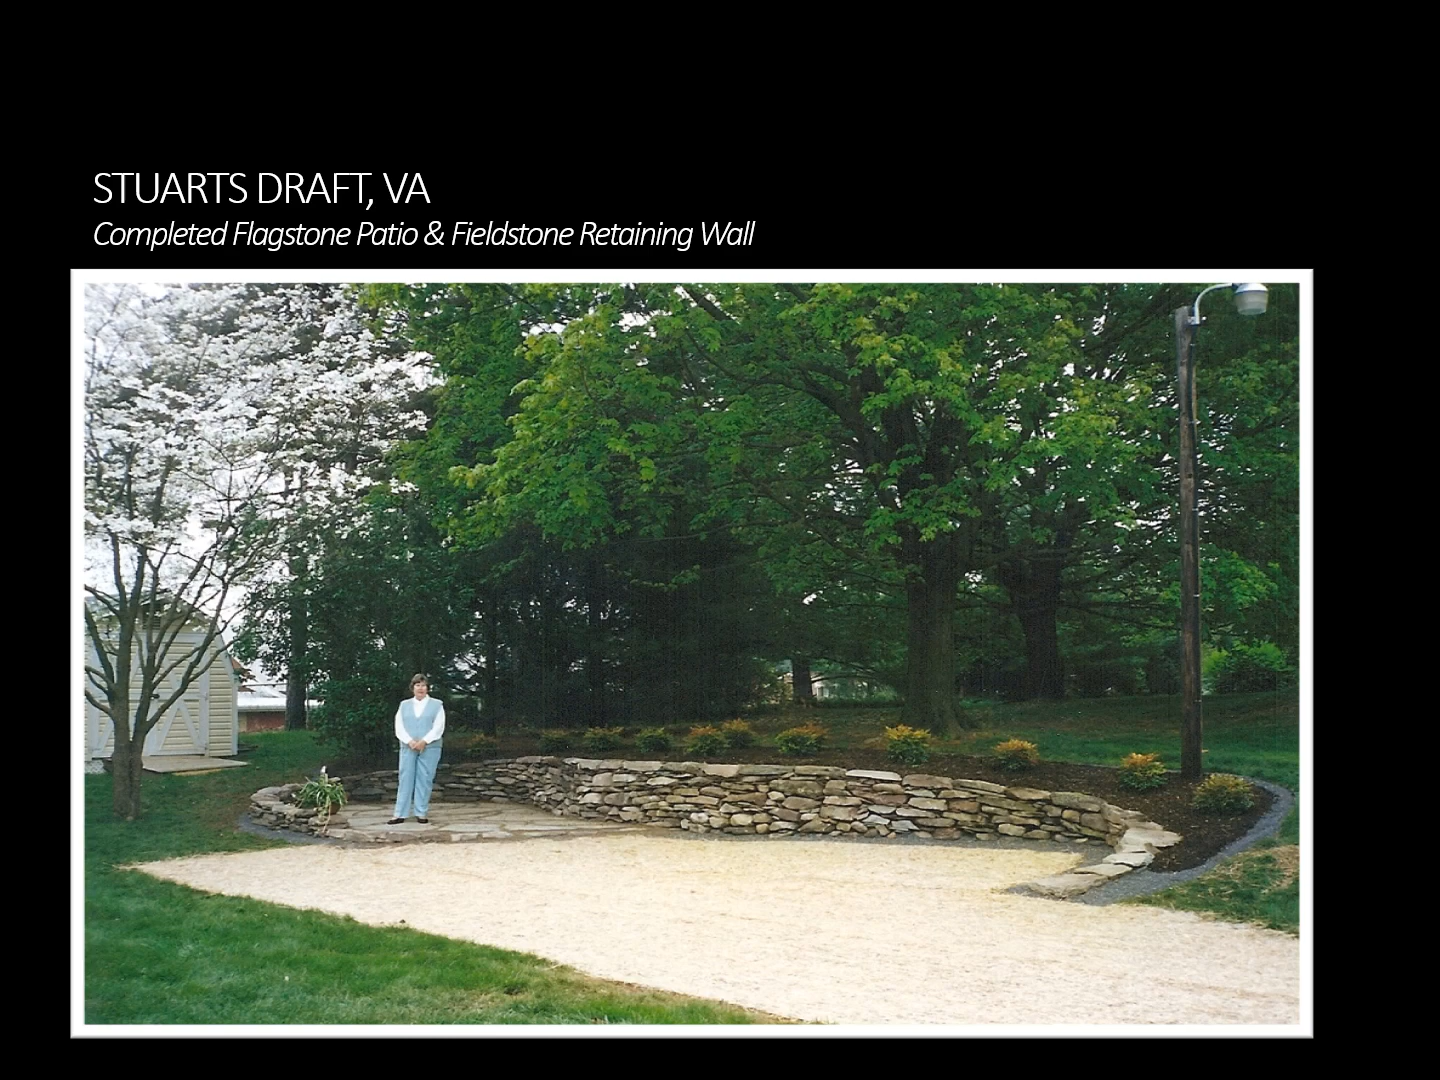 STUARTS DRAFT, VA
Completed Flagstone Patio & Fieldstone Retaining Wall